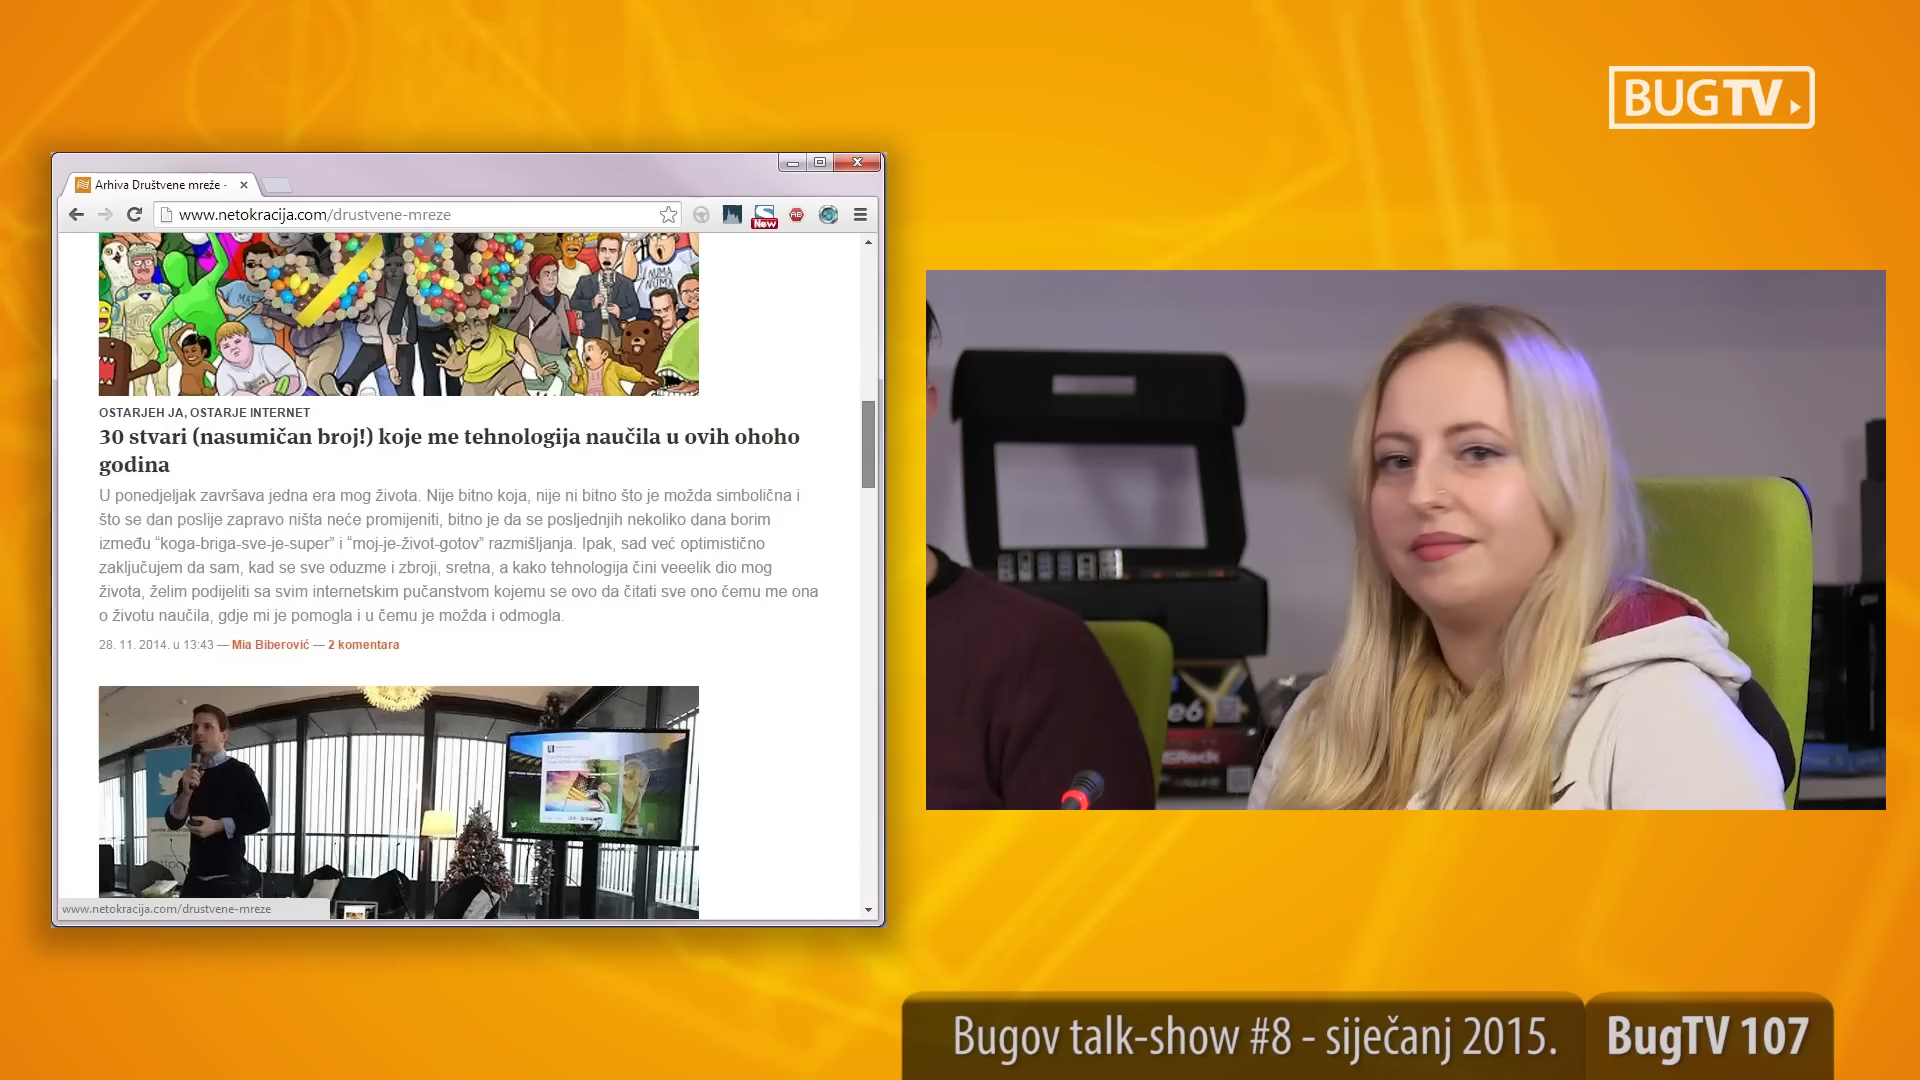 BUGTV
Arhiva Društvene mreže -
www.netokracija.com/drustvene-mreze
New
NUMA
NUMA
OSTARJEH JA, OSTARJE INTERNET
30 stvari (nasumičan broj!) koje me tehnologija naučila u ovih ohoho
godina
U ponedjeljak završava jedna era mog života. Nije bitno koja, nije ni bitno što je možda simbolična i
što se dan poslije zapravo ništa neće promijeniti, bitno je da se posljednjih nekoliko dana borim
između “koga-briga-sve-je-super” i “moj-je-život-gotov” razmišljanja. Ipak, sad već optimistično
zaključujem da sam, kad se sve oduzme i zbroji, sretna, a kako tehnologija čini veeelik dio mog
života, želim podijeliti sa svim internetskim pučanstvom kojemu se ovo da čitati sve ono čemu me ona
o životu naučila, gdje mi je pomogla i u čemu je možda i odmogla.
28. 11. 2014. u 13:43 — Mia Biberović — 2 komentara
www.netokracija.com/drustvene-mreze
Bugov talk-show #8 - siječanj 2015.
BugTV 107